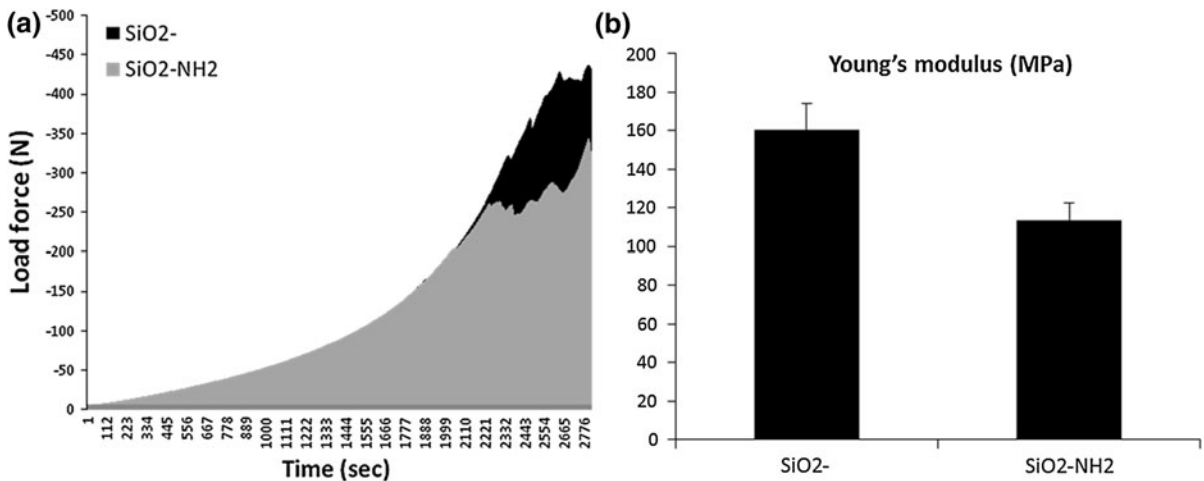 (a)
SiO2-
SiO2-NH2
-500
-450
-400
-350
-300
-250
-200
-150
-100
-50
0
Load force (N)
1 112 223 334 445 556 667 778 889 1000 1111 1222 1333 1444 1555 1666 1777 1888 1999 2110 2221 2332 2443 2554 2665 2776
Time (sec)
(b)
Young's modulus (MPa)
200
180
160
140
120
100
80
60
40
20
0
SiO2-
SiO2-NH2